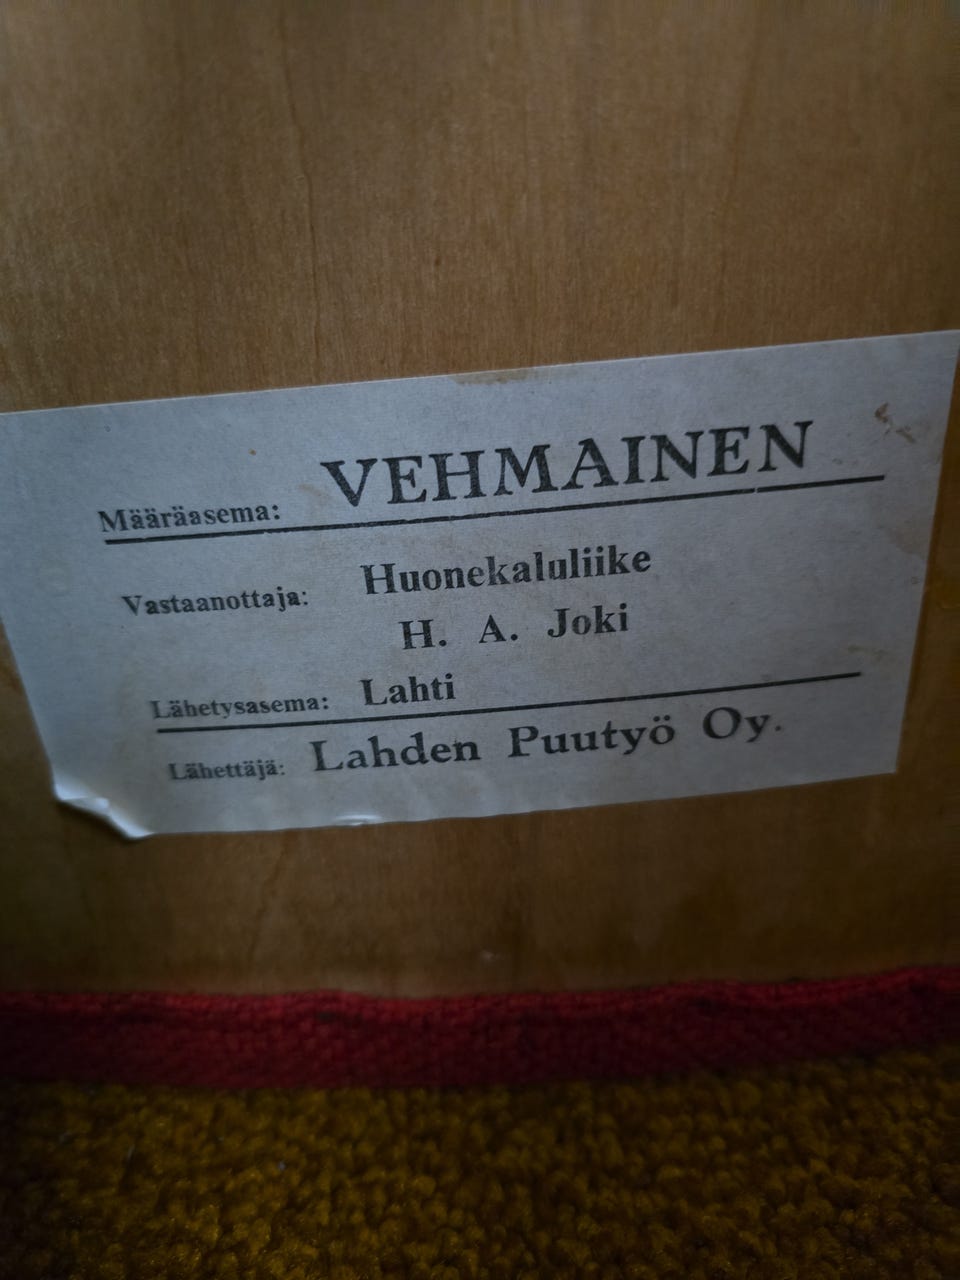 Määräasema: VEHMAINEN
Vastaanottaja: Huonekaluliike
H. A. Joki
Lähetysasema: Lahti
Lähettäjä: Lahden Puutyö Oy.